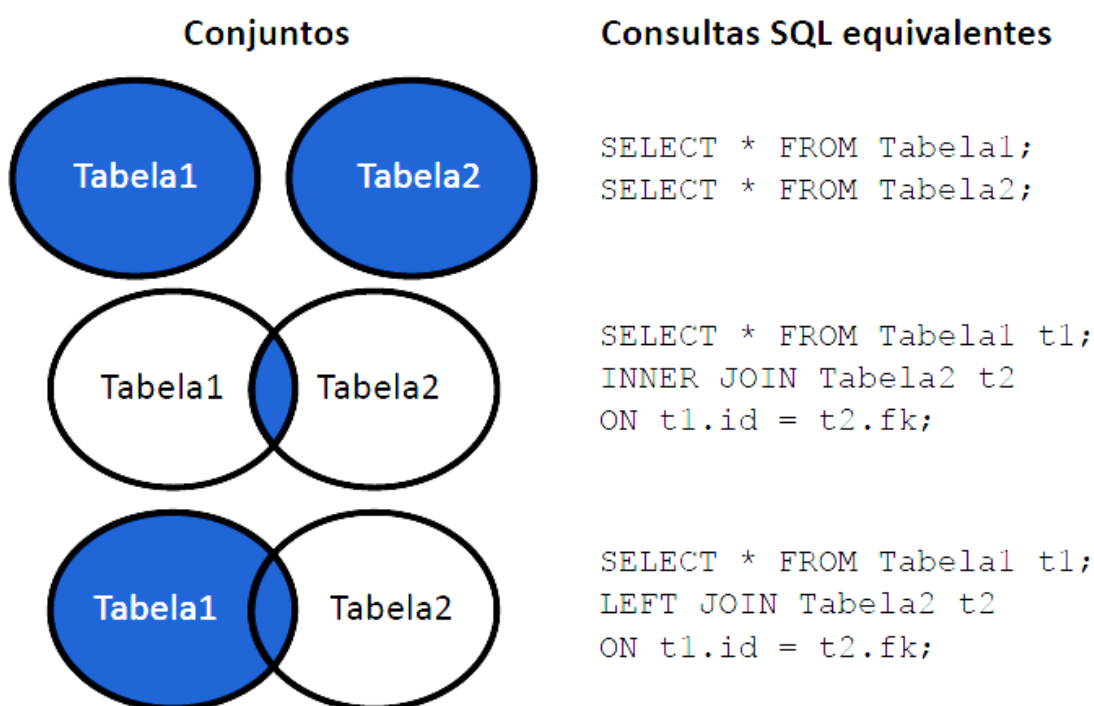 Conjuntos
Consultas SQL equivalentes
Tabela1
Tabela2
SELECT * FROM Tabela1;
SELECT * FROM Tabela2;
Tabela1
Tabela2
SELECT * FROM Tabela1 t1;
INNER JOIN Tabela2 t2
ON t1.id = t2.fk;
Tabela1
Tabela2
SELECT * FROM Tabela1 t1;
LEFT JOIN Tabela2 t2
ON t1.id = t2.fk;